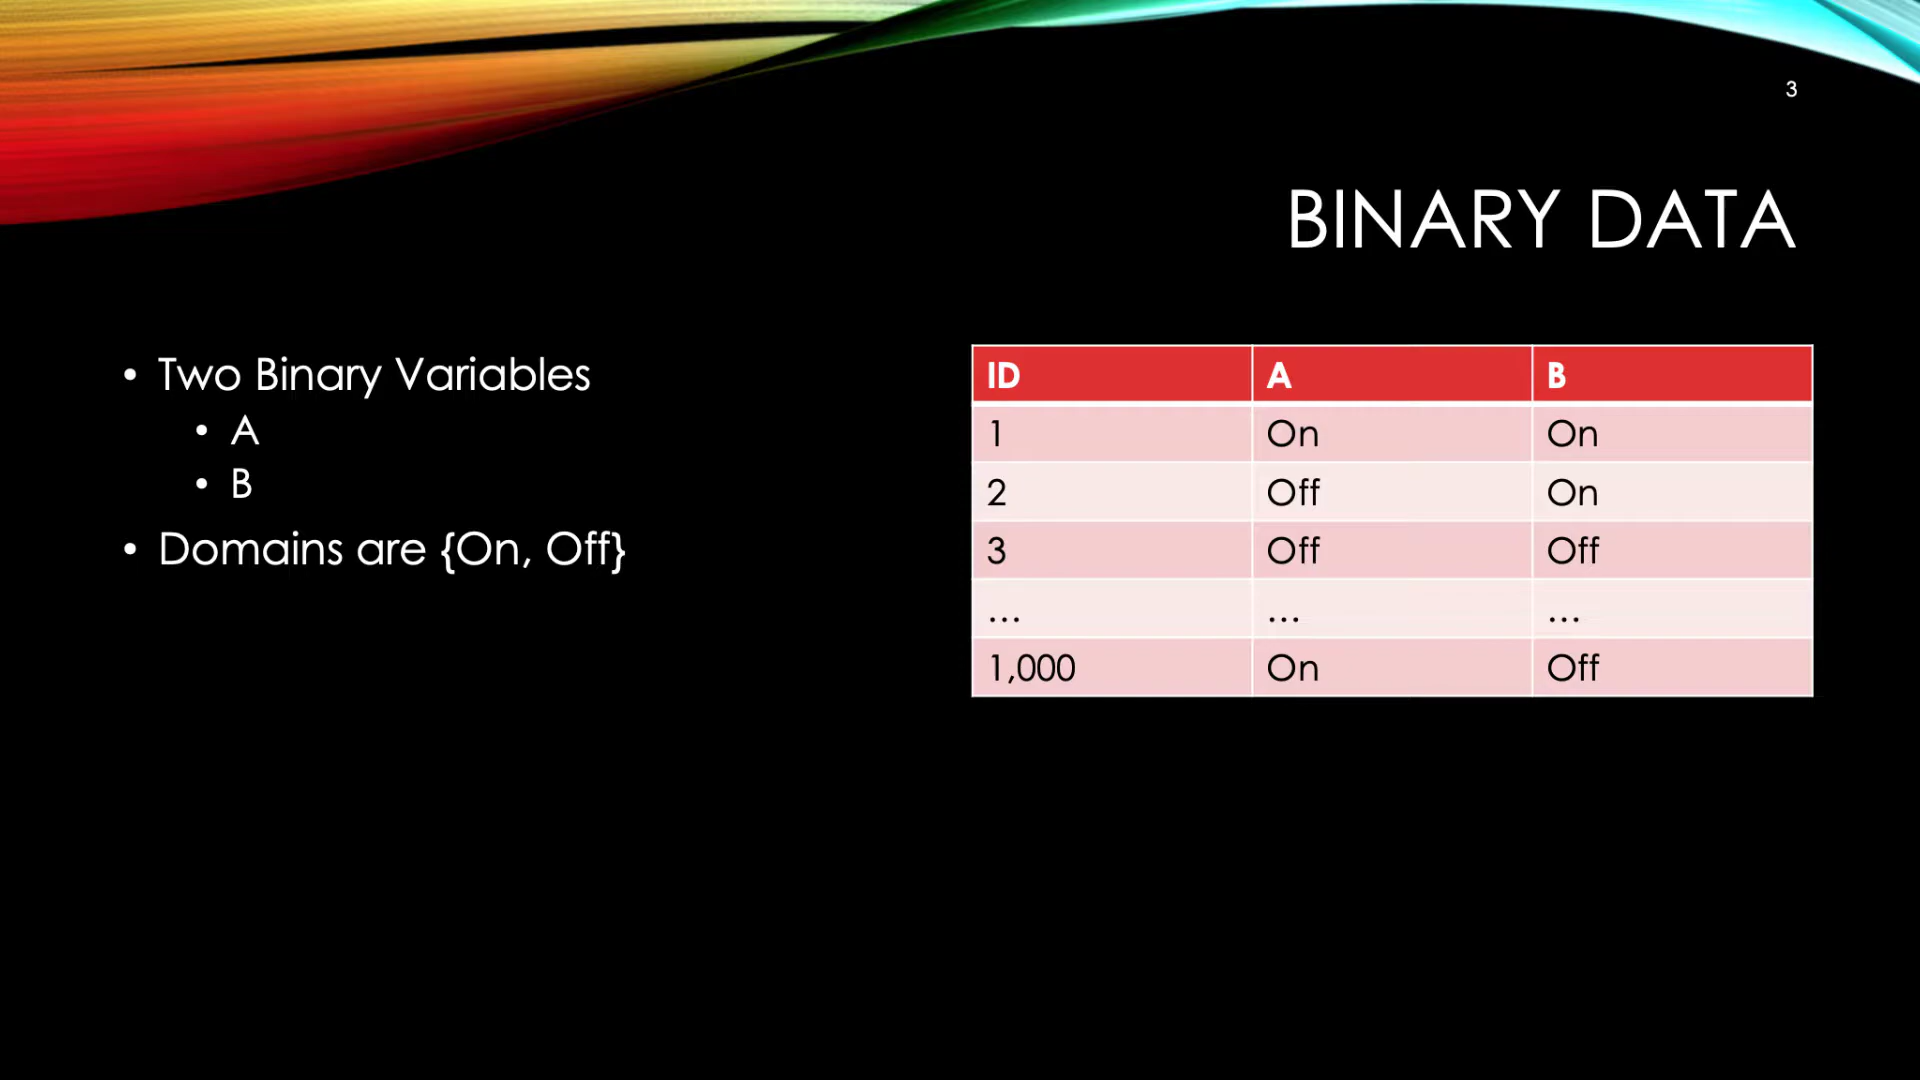 3
BINARY DATA
• Two Binary Variables
• A
• B
• Domains are {On, Off}
ID A B
1 On On
2 Off On
3 Off Off
... ... ...
1,000 On Off